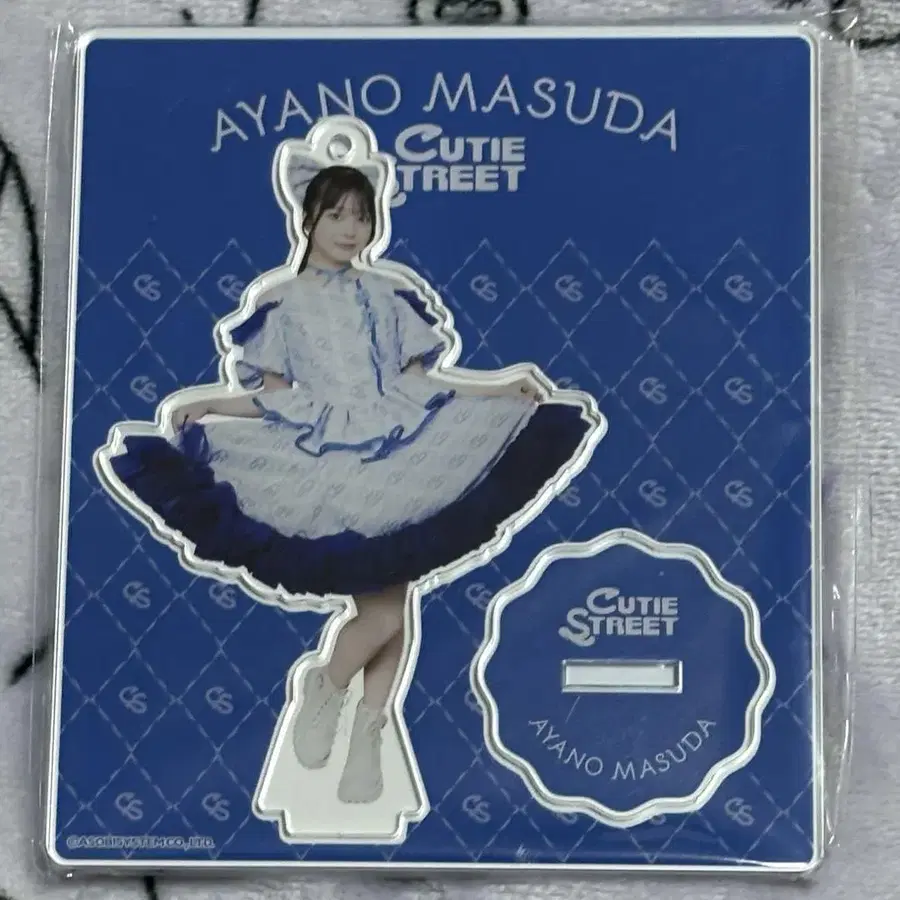 AYANO MASUDA
CUTIE
STREET
CUTIE
STREET
AYANO MASUDA
©ASOBISYSTEM CO., LTD.